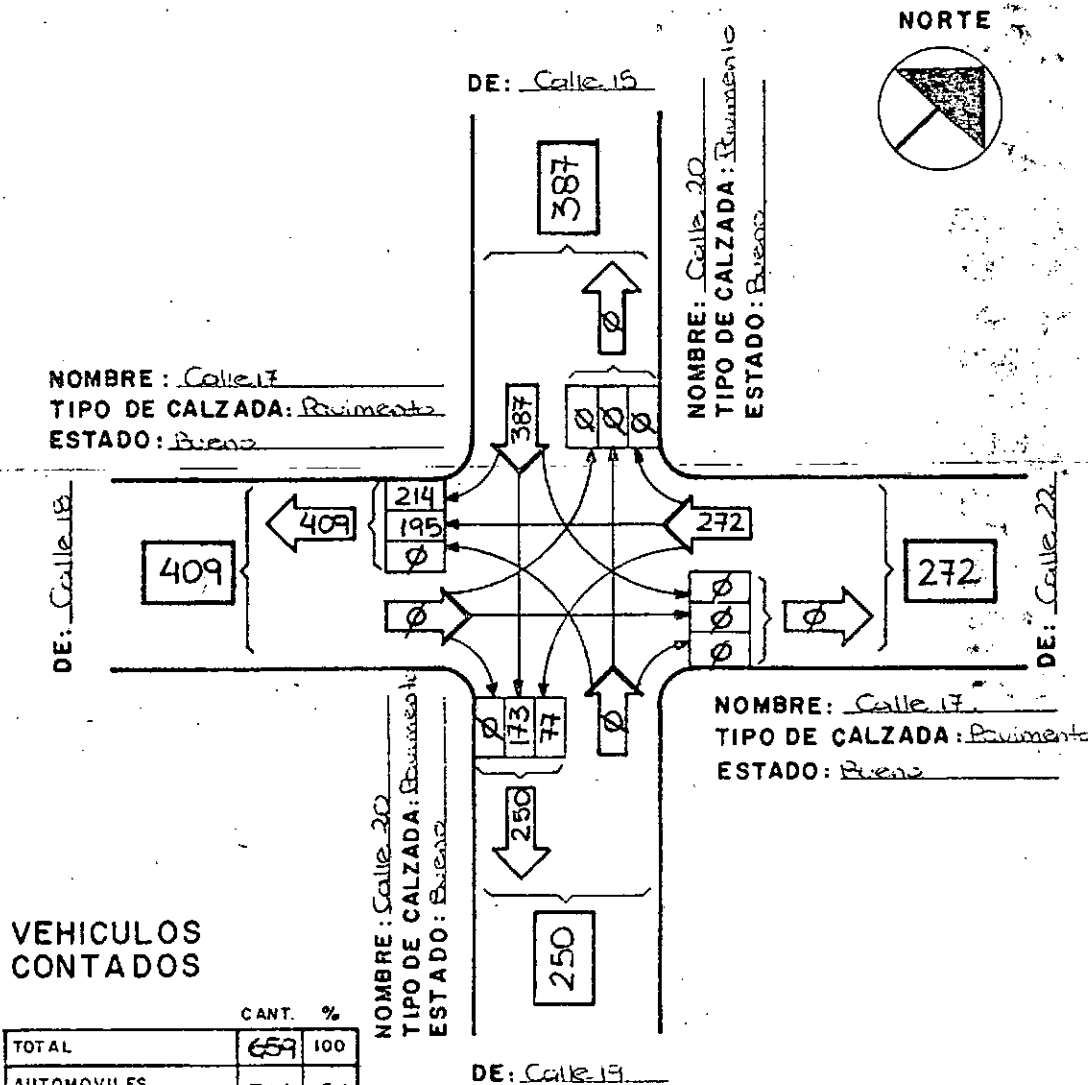 NORTE
DE: Calle 15
387
NOMBRE: Calle 20
TIPO DE CALZADA: Pavimento
ESTADO: Bueno
Ø
NOMBRE: Calle 17
TIPO DE CALZADA: Pavimento
ESTADO: Bueno
387
Ø Ø Ø
DE: Calle 18
409
409
214
195
Ø
272
Ø
Ø
Ø
Ø
Ø
272
DE: Calle 22
Ø
Ø 173 77
Ø
NOMBRE: Calle 17
TIPO DE CALZADA: Pavimento
ESTADO: Bueno
NOMBRE: Calle 20
TIPO DE CALZADA: Pavimento
ESTADO: Bueno
250
250
DE: Calle 19
VEHICULOS
CONTADOS
CANT. %
TOTAL 659 100
AUTOMOVILES